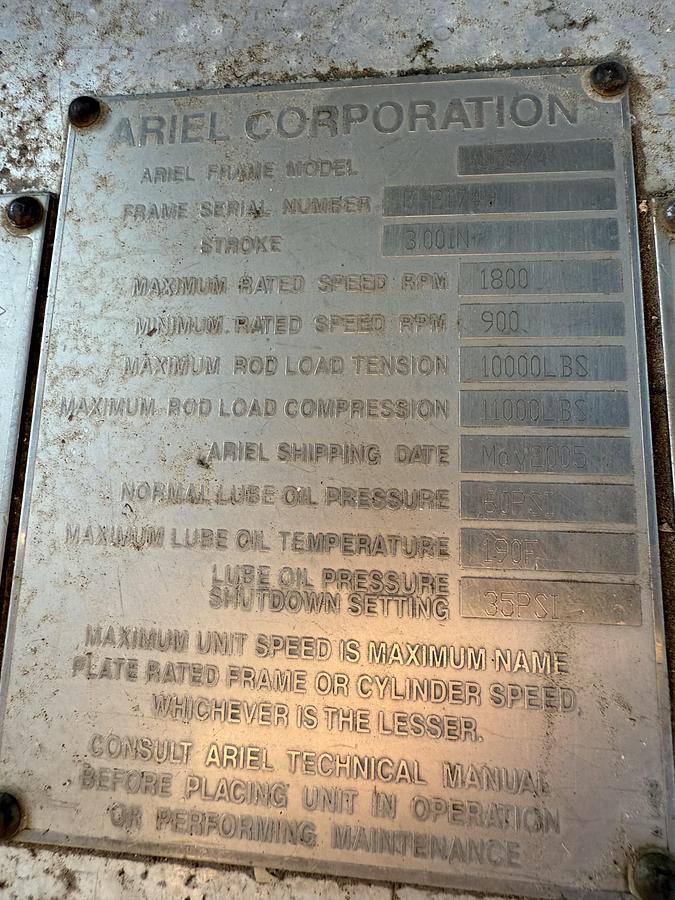 ARIEL CORPORATION
ARIEL FRAME MODEL
FRAME SERIAL NUMBER
STROKE 3.00IN
MAXIMUM RATED SPEED RPM 1800
MINIMUM RATED SPEED RPM 900
MAXIMUM ROD LOAD TENSION 10000LBS
MAXIMUM ROD LOAD COMPRESSION 11000LBS
ARIEL SHIPPING DATE May2005
NORMAL LUBE OIL PRESSURE 60PSI
MAXIMUM LUBE OIL TEMPERATURE 190F
LUBE OIL PRESSURE
SHUTDOWN SETTING 35PSI
MAXIMUM UNIT SPEED IS MAXIMUM NAME
PLATE RATED FRAME OR CYLINDER SPEED,
WHICHEVER IS THE LESSER.
CONSULT ARIEL TECHNICAL MANUAL
BEFORE PLACING UNIT IN OPERATION
OR PERFORMING MAINTENANCE